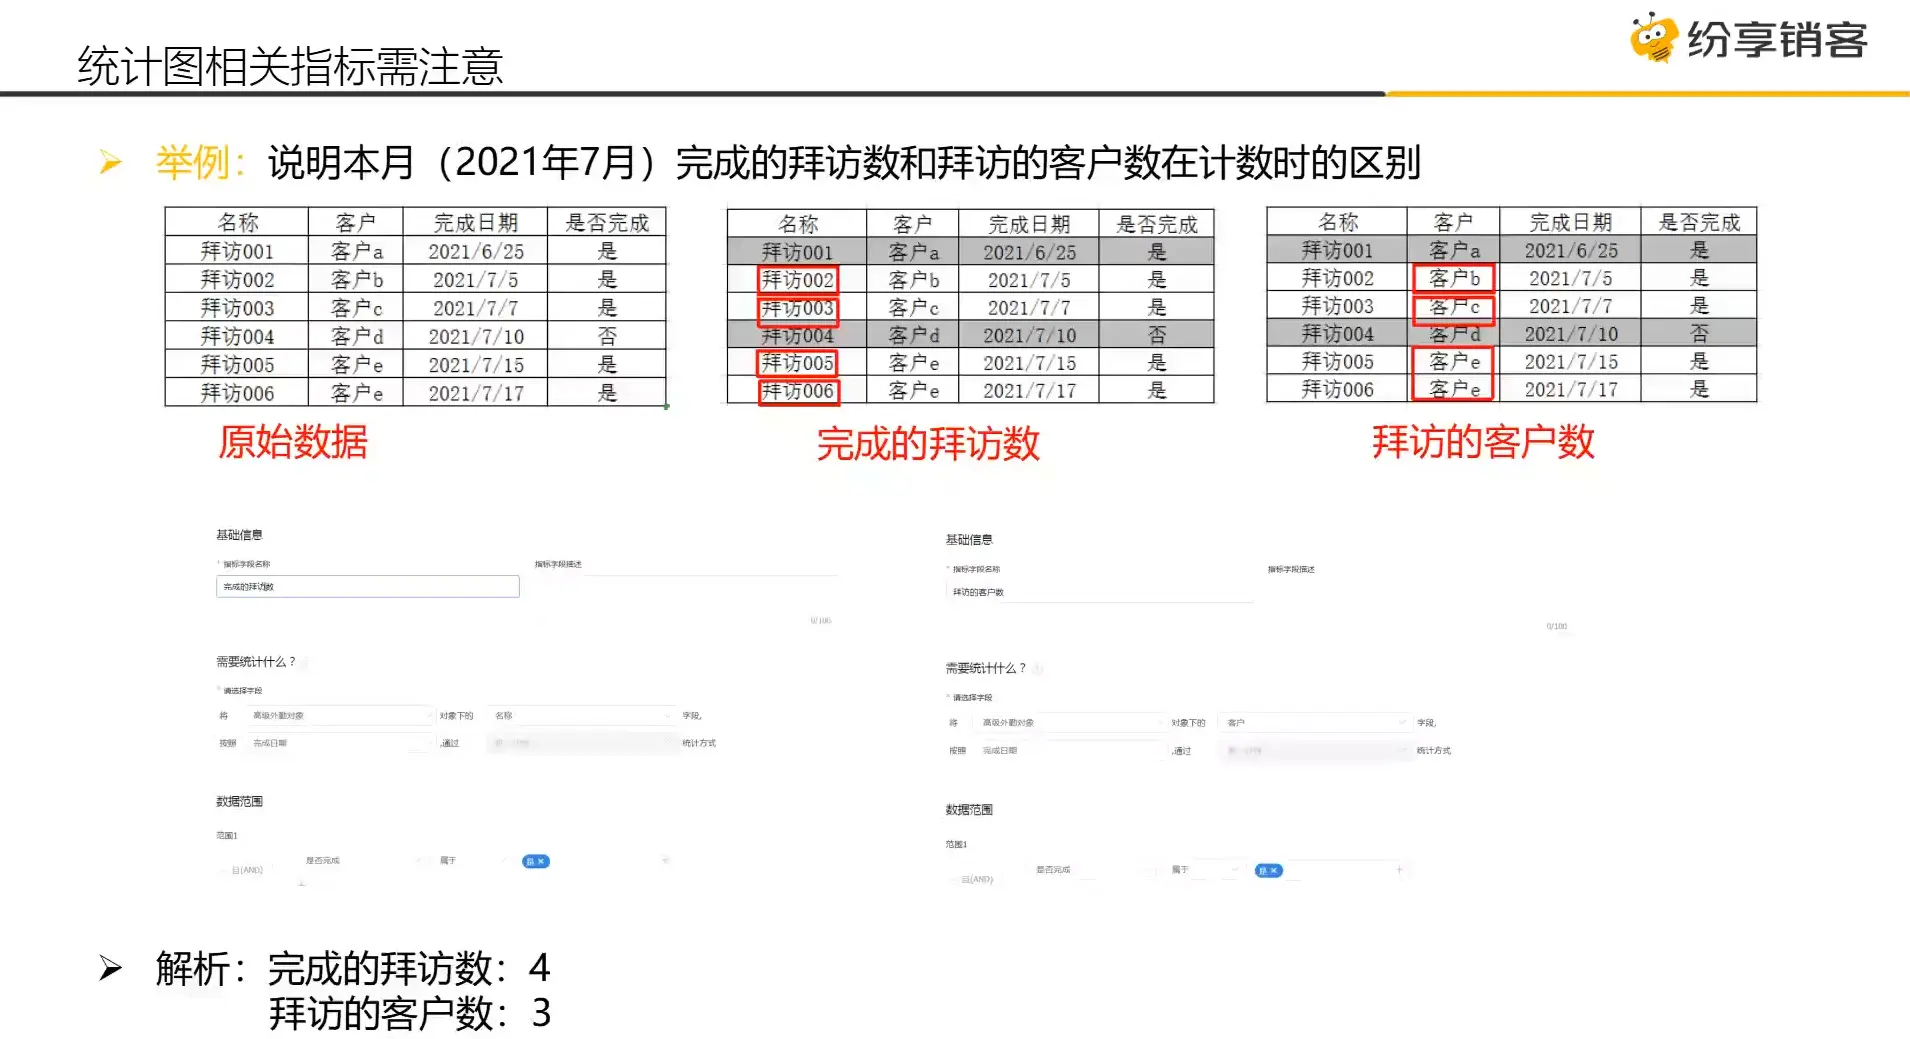 统计图相关指标需注意
纷享销客
举例：说明本月（2021年7月）完成的拜访数和拜访的客户数在计数时的区别
名称 客户 完成日期 是否完成
拜访001 客户a 2021/6/25 是
拜访002 客户b 2021/7/5 是
拜访003 客户c 2021/7/7 是
拜访004 客户d 2021/7/10 否
拜访005 客户e 2021/7/15 是
拜访006 客户e 2021/7/17 是
原始数据
名称 客户 完成日期 是否完成
拜访001 客户a 2021/6/25 是
拜访002 客户b 2021/7/5 是
拜访003 客户c 2021/7/7 是
拜访004 客户d 2021/7/10 否
拜访005 客户e 2021/7/15 是
拜访006 客户e 2021/7/17 是
完成的拜访数
名称 客户 完成日期 是否完成
拜访001 客户a 2021/6/25 是
拜访002 客户b 2021/7/5 是
拜访003 客户c 2021/7/7 是
拜访004 客户d 2021/7/10 否
拜访005 客户e 2021/7/15 是
拜访006 客户e 2021/7/17 是
拜访的客户数
基础信息
* 指标字段名称 指标字段描述
完成的拜访数
0/100
需要统计什么？
* 请选择字段
将 高级外勤对象 对象下的 名称 字段,
按照 完成日期 ,通过 统计方式
数据范围
范围1
且(AND) 是否完成 属于 是 ×
基础信息
* 指标字段名称 指标字段描述
拜访的客户数
0/100
需要统计什么？
* 请选择字段
将 高级外勤对象 对象下的 客户 字段,
按照 完成日期 ,通过 统计方式
数据范围
范围1
且(AND) 是否完成 属于 是 ×
解析：完成的拜访数：4
拜访的客户数：3